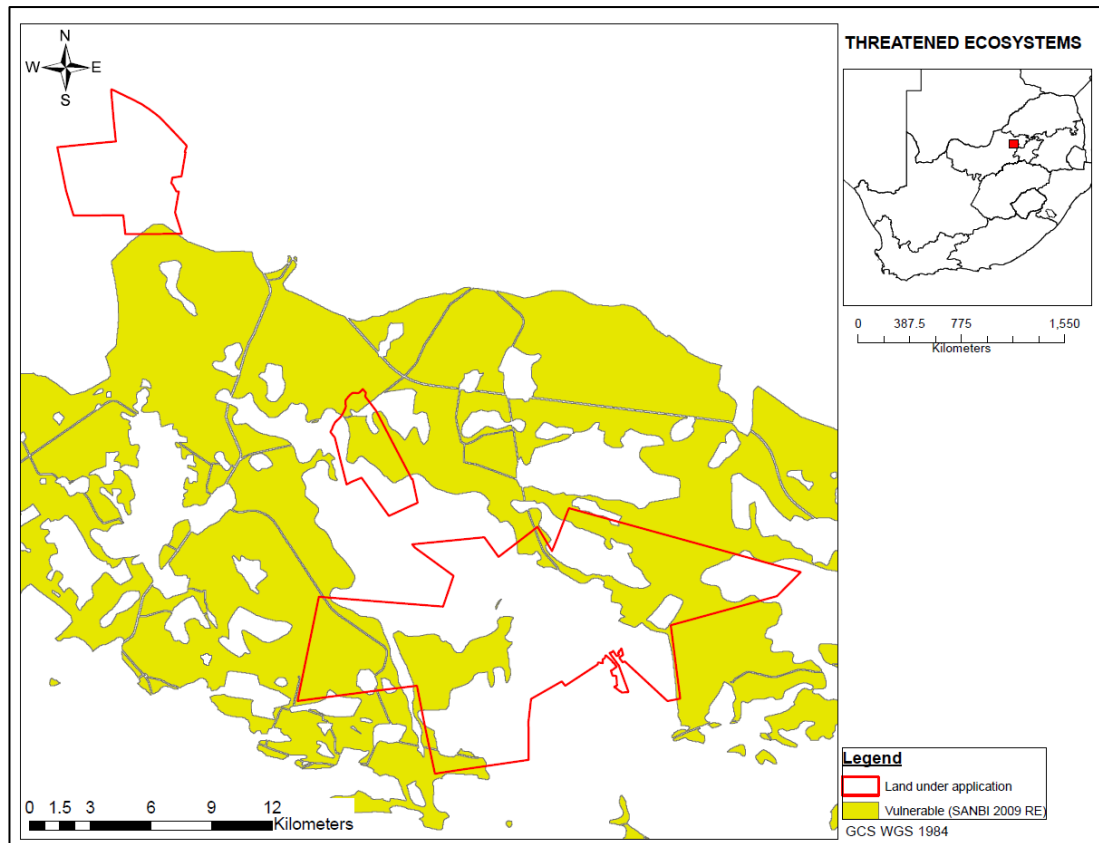 N
W E
S
THREATENED ECOSYSTEMS
0 387.5 775 1,550
Kilometers
0 1.5 3 6 9 12
Kilometers
Legend
Land under application
Vulnerable (SANBI 2009 RE)
GCS WGS 1984